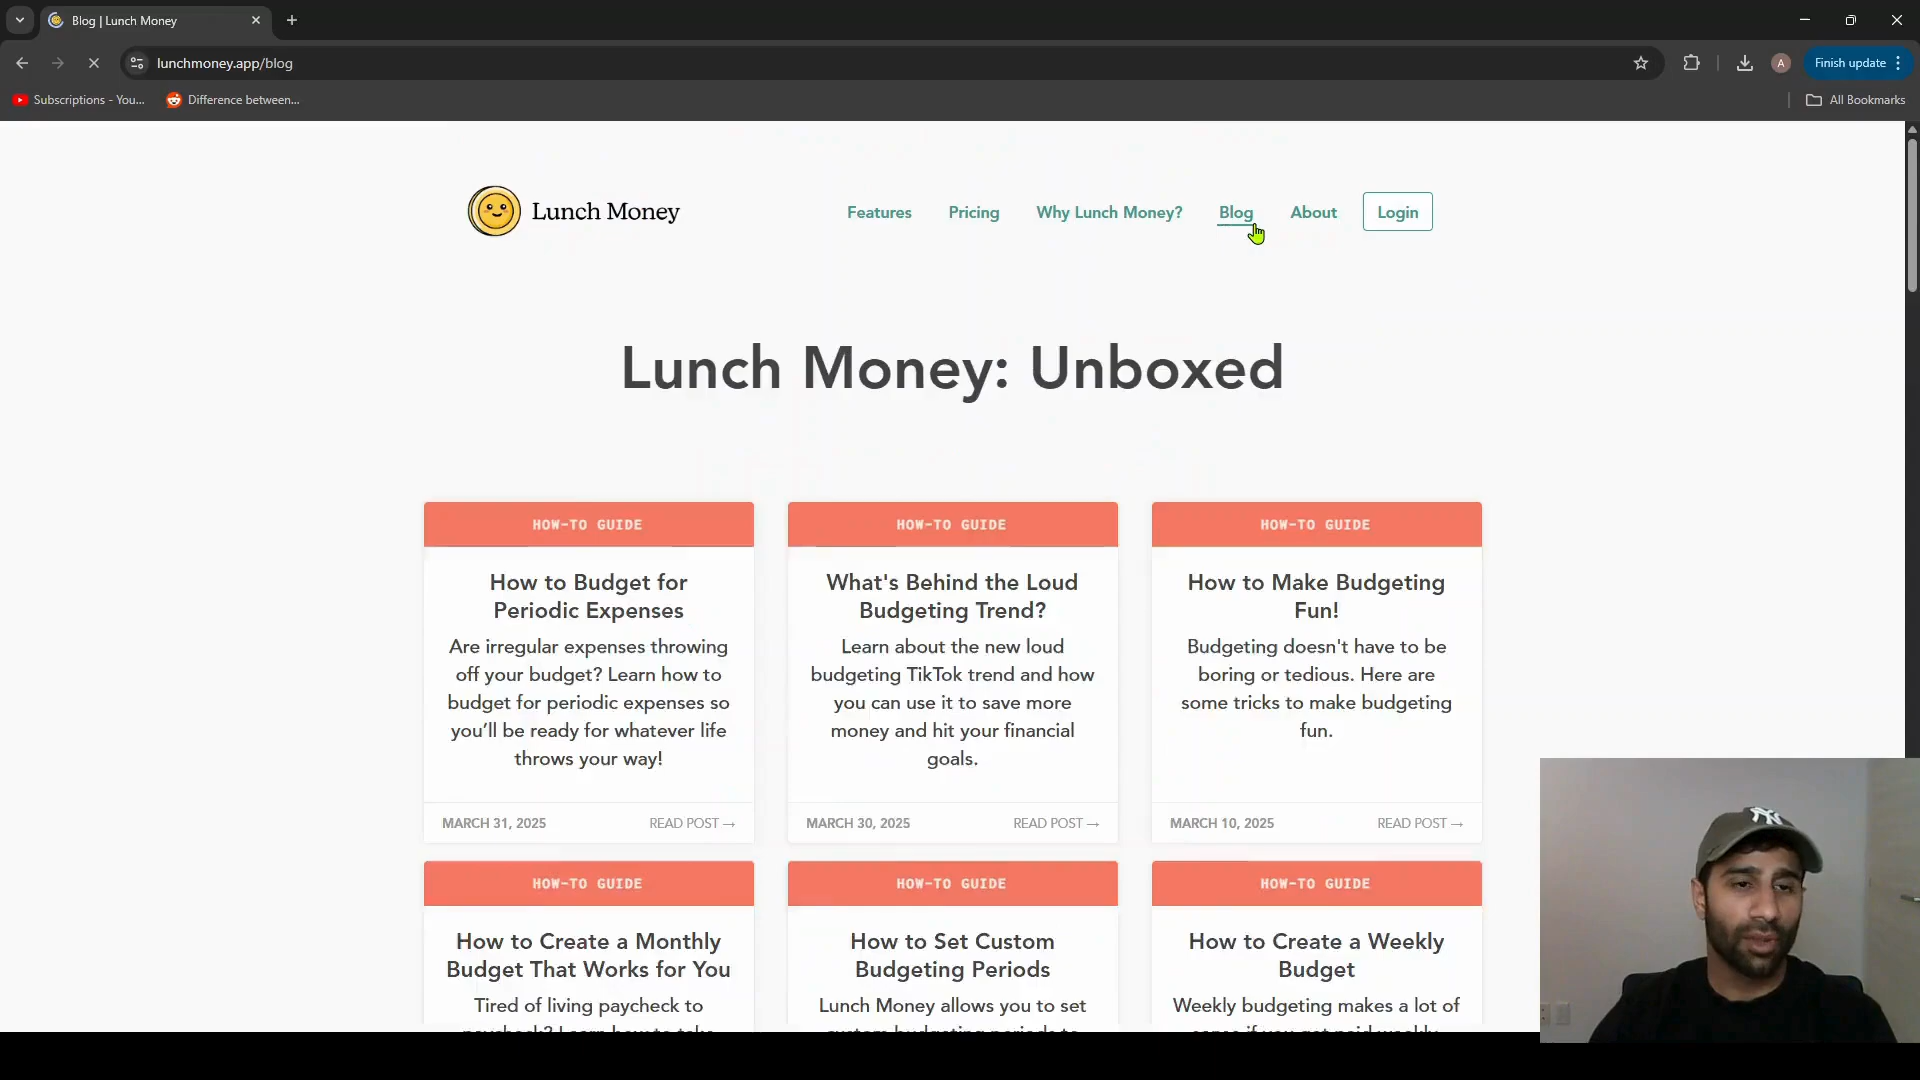 Blog | Lunch Money
lunchmoney.app/blog
A
Finish update
Subscriptions - You...
Difference between...
All Bookmarks
Lunch Money
Features
Pricing
Why Lunch Money?
Blog
About
Login
Lunch Money: Unboxed
HOW-TO GUIDE
How to Budget for
Periodic Expenses
Are irregular expenses throwing
off your budget? Learn how to
budget for periodic expenses so
you’ll be ready for whatever life
throws your way!
MARCH 31, 2025
READ POST →
HOW-TO GUIDE
What's Behind the Loud
Budgeting Trend?
Learn about the new loud
budgeting TikTok trend and how
you can use it to save more
money and hit your financial
goals.
MARCH 30, 2025
READ POST →
HOW-TO GUIDE
How to Make Budgeting
Fun!
Budgeting doesn't have to be
boring or tedious. Here are
some tricks to make budgeting
fun.
MARCH 10, 2025
READ POST →
HOW-TO GUIDE
How to Create a Monthly
Budget That Works for You
Tired of living paycheck to
HOW-TO GUIDE
How to Set Custom
Budgeting Periods
Lunch Money allows you to set
custom budgeting periods to
HOW-TO GUIDE
How to Create a Weekly
Budget
Weekly budgeting makes a lot of